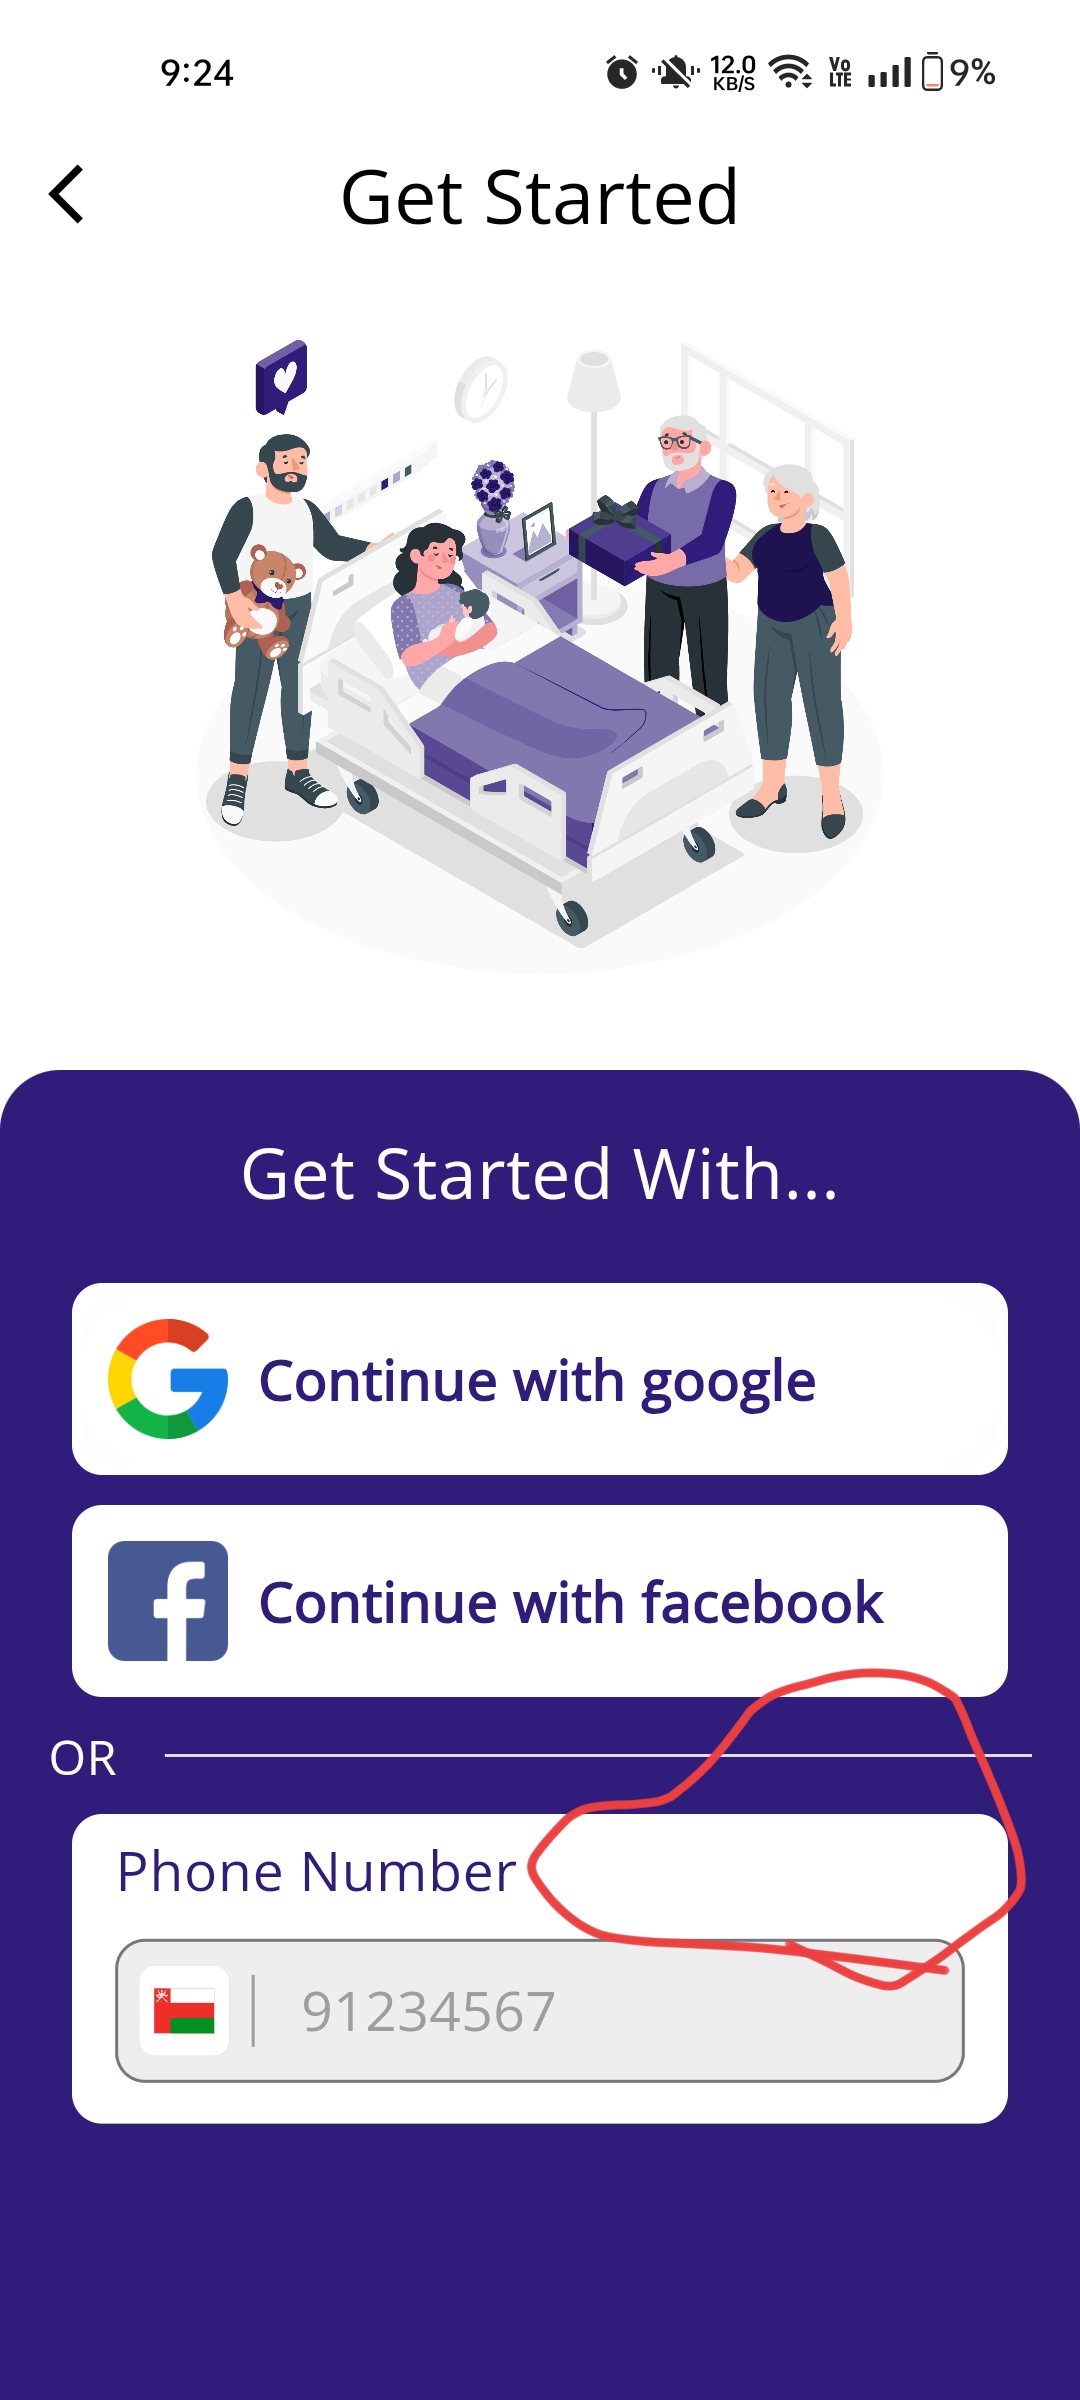 9:24
12.0
KB/S
Vo
LTE
9%
Get Started
Get Started With...
Continue with google
Continue with facebook
OR
Phone Number
91234567